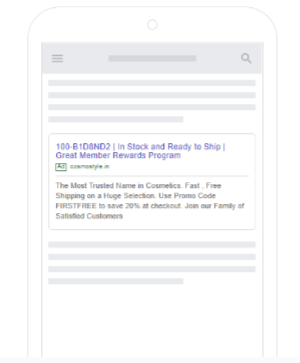 100-B1D8ND2 | In Stock and Ready to Ship |
Great Member Rewards Program
Ad cosmostyle.in
The Most Trusted Name in Cosmetics. Fast , Free
Shipping on a Huge Selection. Use Promo Code
FIRSTFREE to save 20% at checkout. Join our Family of
Satisfied Customers